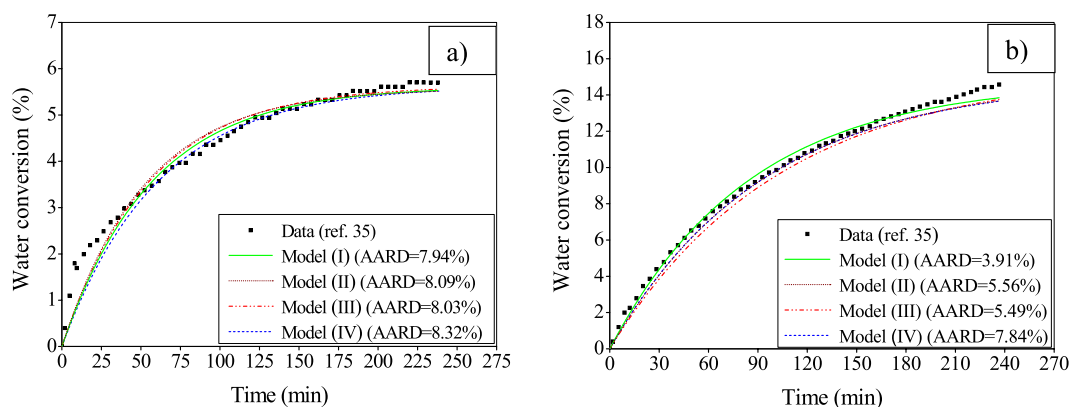 a)
7
6
5
4
3
2
1
0
Water conversion (%)
Data (ref. 35)
Model (I) (AARD=7.94%)
Model (II) (AARD=8.09%)
Model (III) (AARD=8.03%)
Model (IV) (AARD=8.32%)
0 25 50 75 100 125 150 175 200 225 250 275
Time (min)
b)
18
16
14
12
10
8
6
4
2
0
Water conversion (%)
Data (ref. 35)
Model (I) (AARD=3.91%)
Model (II) (AARD=5.56%)
Model (III) (AARD=5.49%)
Model (IV) (AARD=7.84%)
0 30 60 90 120 150 180 210 240 270
Time (min)